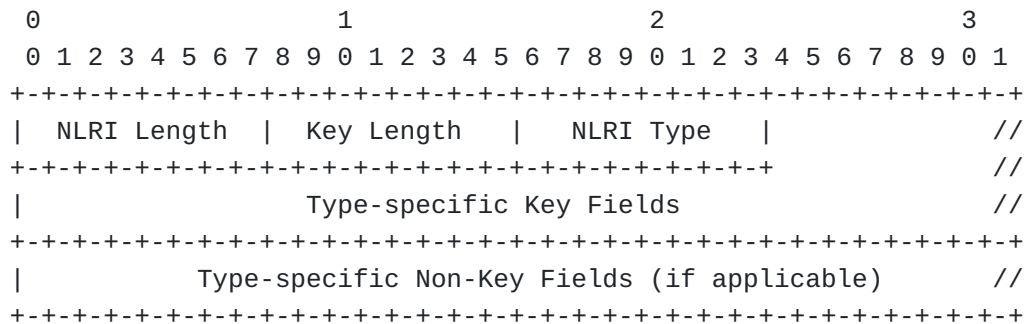 0                   1                   2                   3
 0 1 2 3 4 5 6 7 8 9 0 1 2 3 4 5 6 7 8 9 0 1 2 3 4 5 6 7 8 9 0 1
+-+-+-+-+-+-+-+-+-+-+-+-+-+-+-+-+-+-+-+-+-+-+-+-+-+-+-+-+-+-+-+-+
|  NLRI Length  |  Key Length   |   NLRI Type   |              //
+-+-+-+-+-+-+-+-+-+-+-+-+-+-+-+-+-+-+-+-+-+-+-+-+              //
|                  Type-specific Key Fields                    //
+-+-+-+-+-+-+-+-+-+-+-+-+-+-+-+-+-+-+-+-+-+-+-+-+-+-+-+-+-+-+-+-+
|           Type-specific Non-Key Fields (if applicable)       //
+-+-+-+-+-+-+-+-+-+-+-+-+-+-+-+-+-+-+-+-+-+-+-+-+-+-+-+-+-+-+-+-+